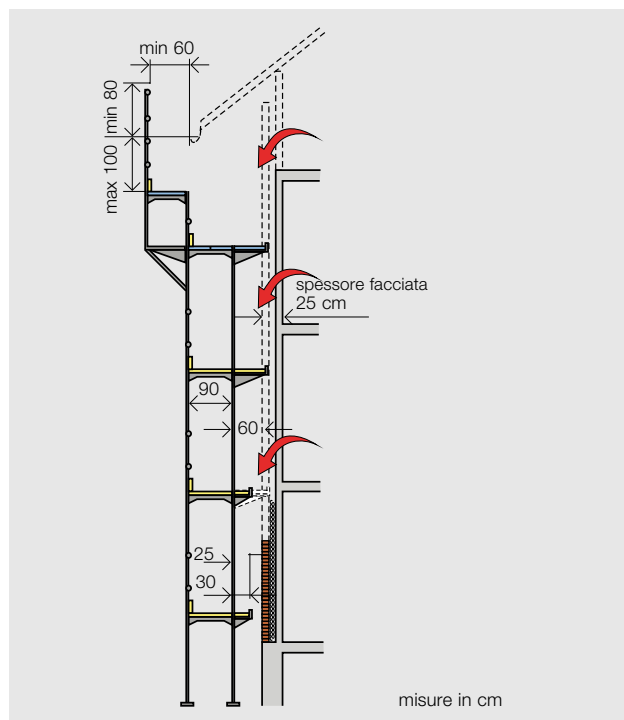 min 60
min 80
max 100
spessore facciata
25 cm
90
60
25
30
misure in cm